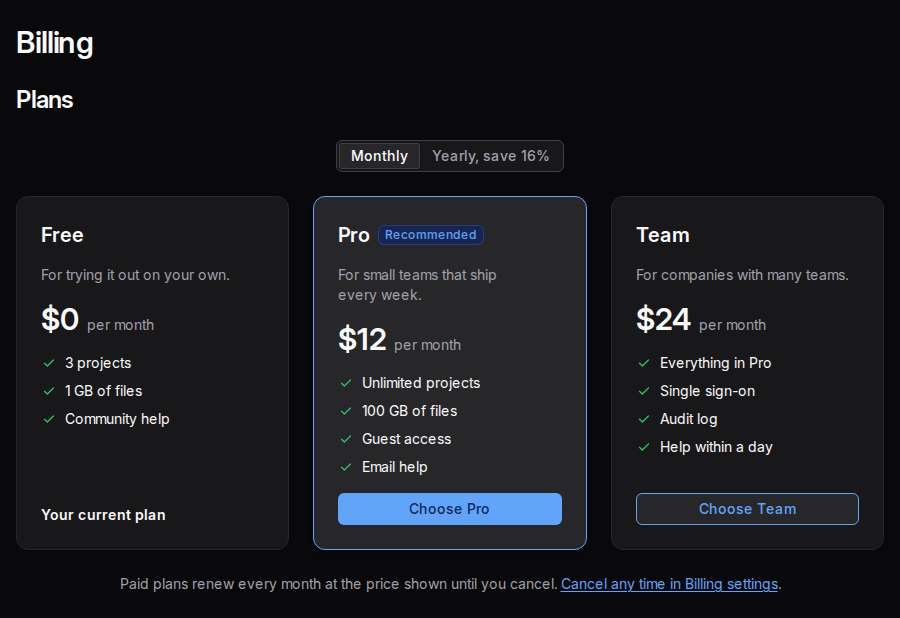 Billing
Plans
Monthly
Yearly, save 16%
Free
For trying it out on your own.
$0 per month
3 projects
1 GB of files
Community help
Your current plan
Pro Recommended
For small teams that ship
every week.
$12 per month
Unlimited projects
100 GB of files
Guest access
Email help
Choose Pro
Team
For companies with many teams.
$24 per month
Everything in Pro
Single sign-on
Audit log
Help within a day
Choose Team
Paid plans renew every month at the price shown until you cancel. Cancel any time in Billing settings.